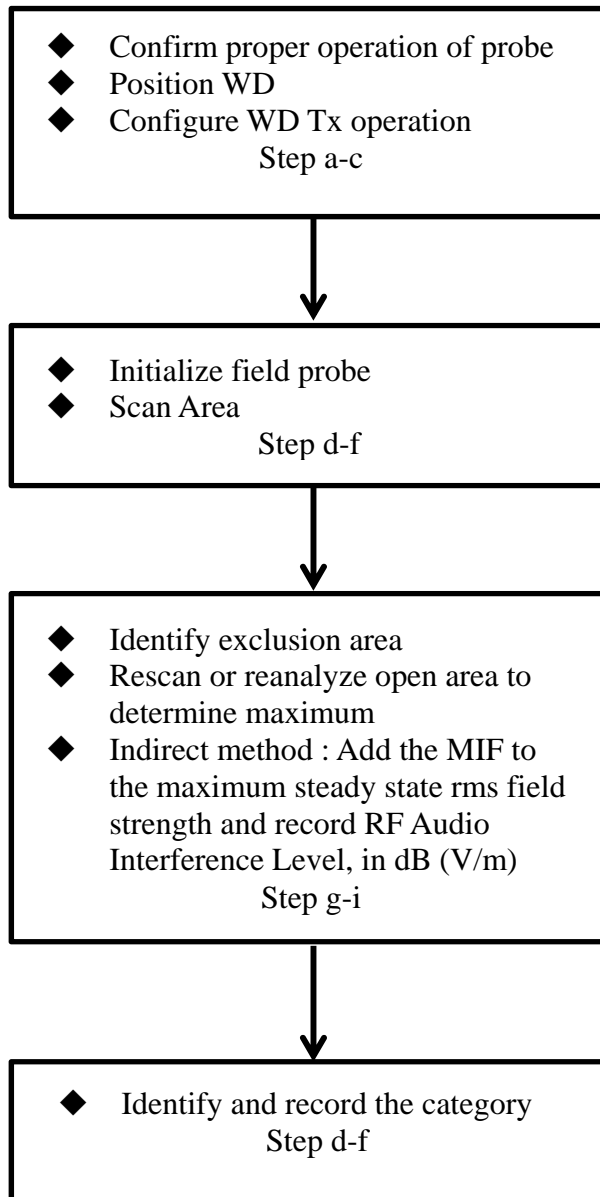 ◆ Confirm proper operation of probe
◆ Position WD
◆ Configure WD Tx operation
Step a-c
◆ Initialize field probe
◆ Scan Area
Step d-f
◆ Identify exclusion area
◆ Rescan or reanalyze open area to
determine maximum
◆ Indirect method : Add the MIF to
the maximum steady state rms field
strength and record RF Audio
Interference Level, in dB (V/m)
Step g-i
◆ Identify and record the category
Step d-f